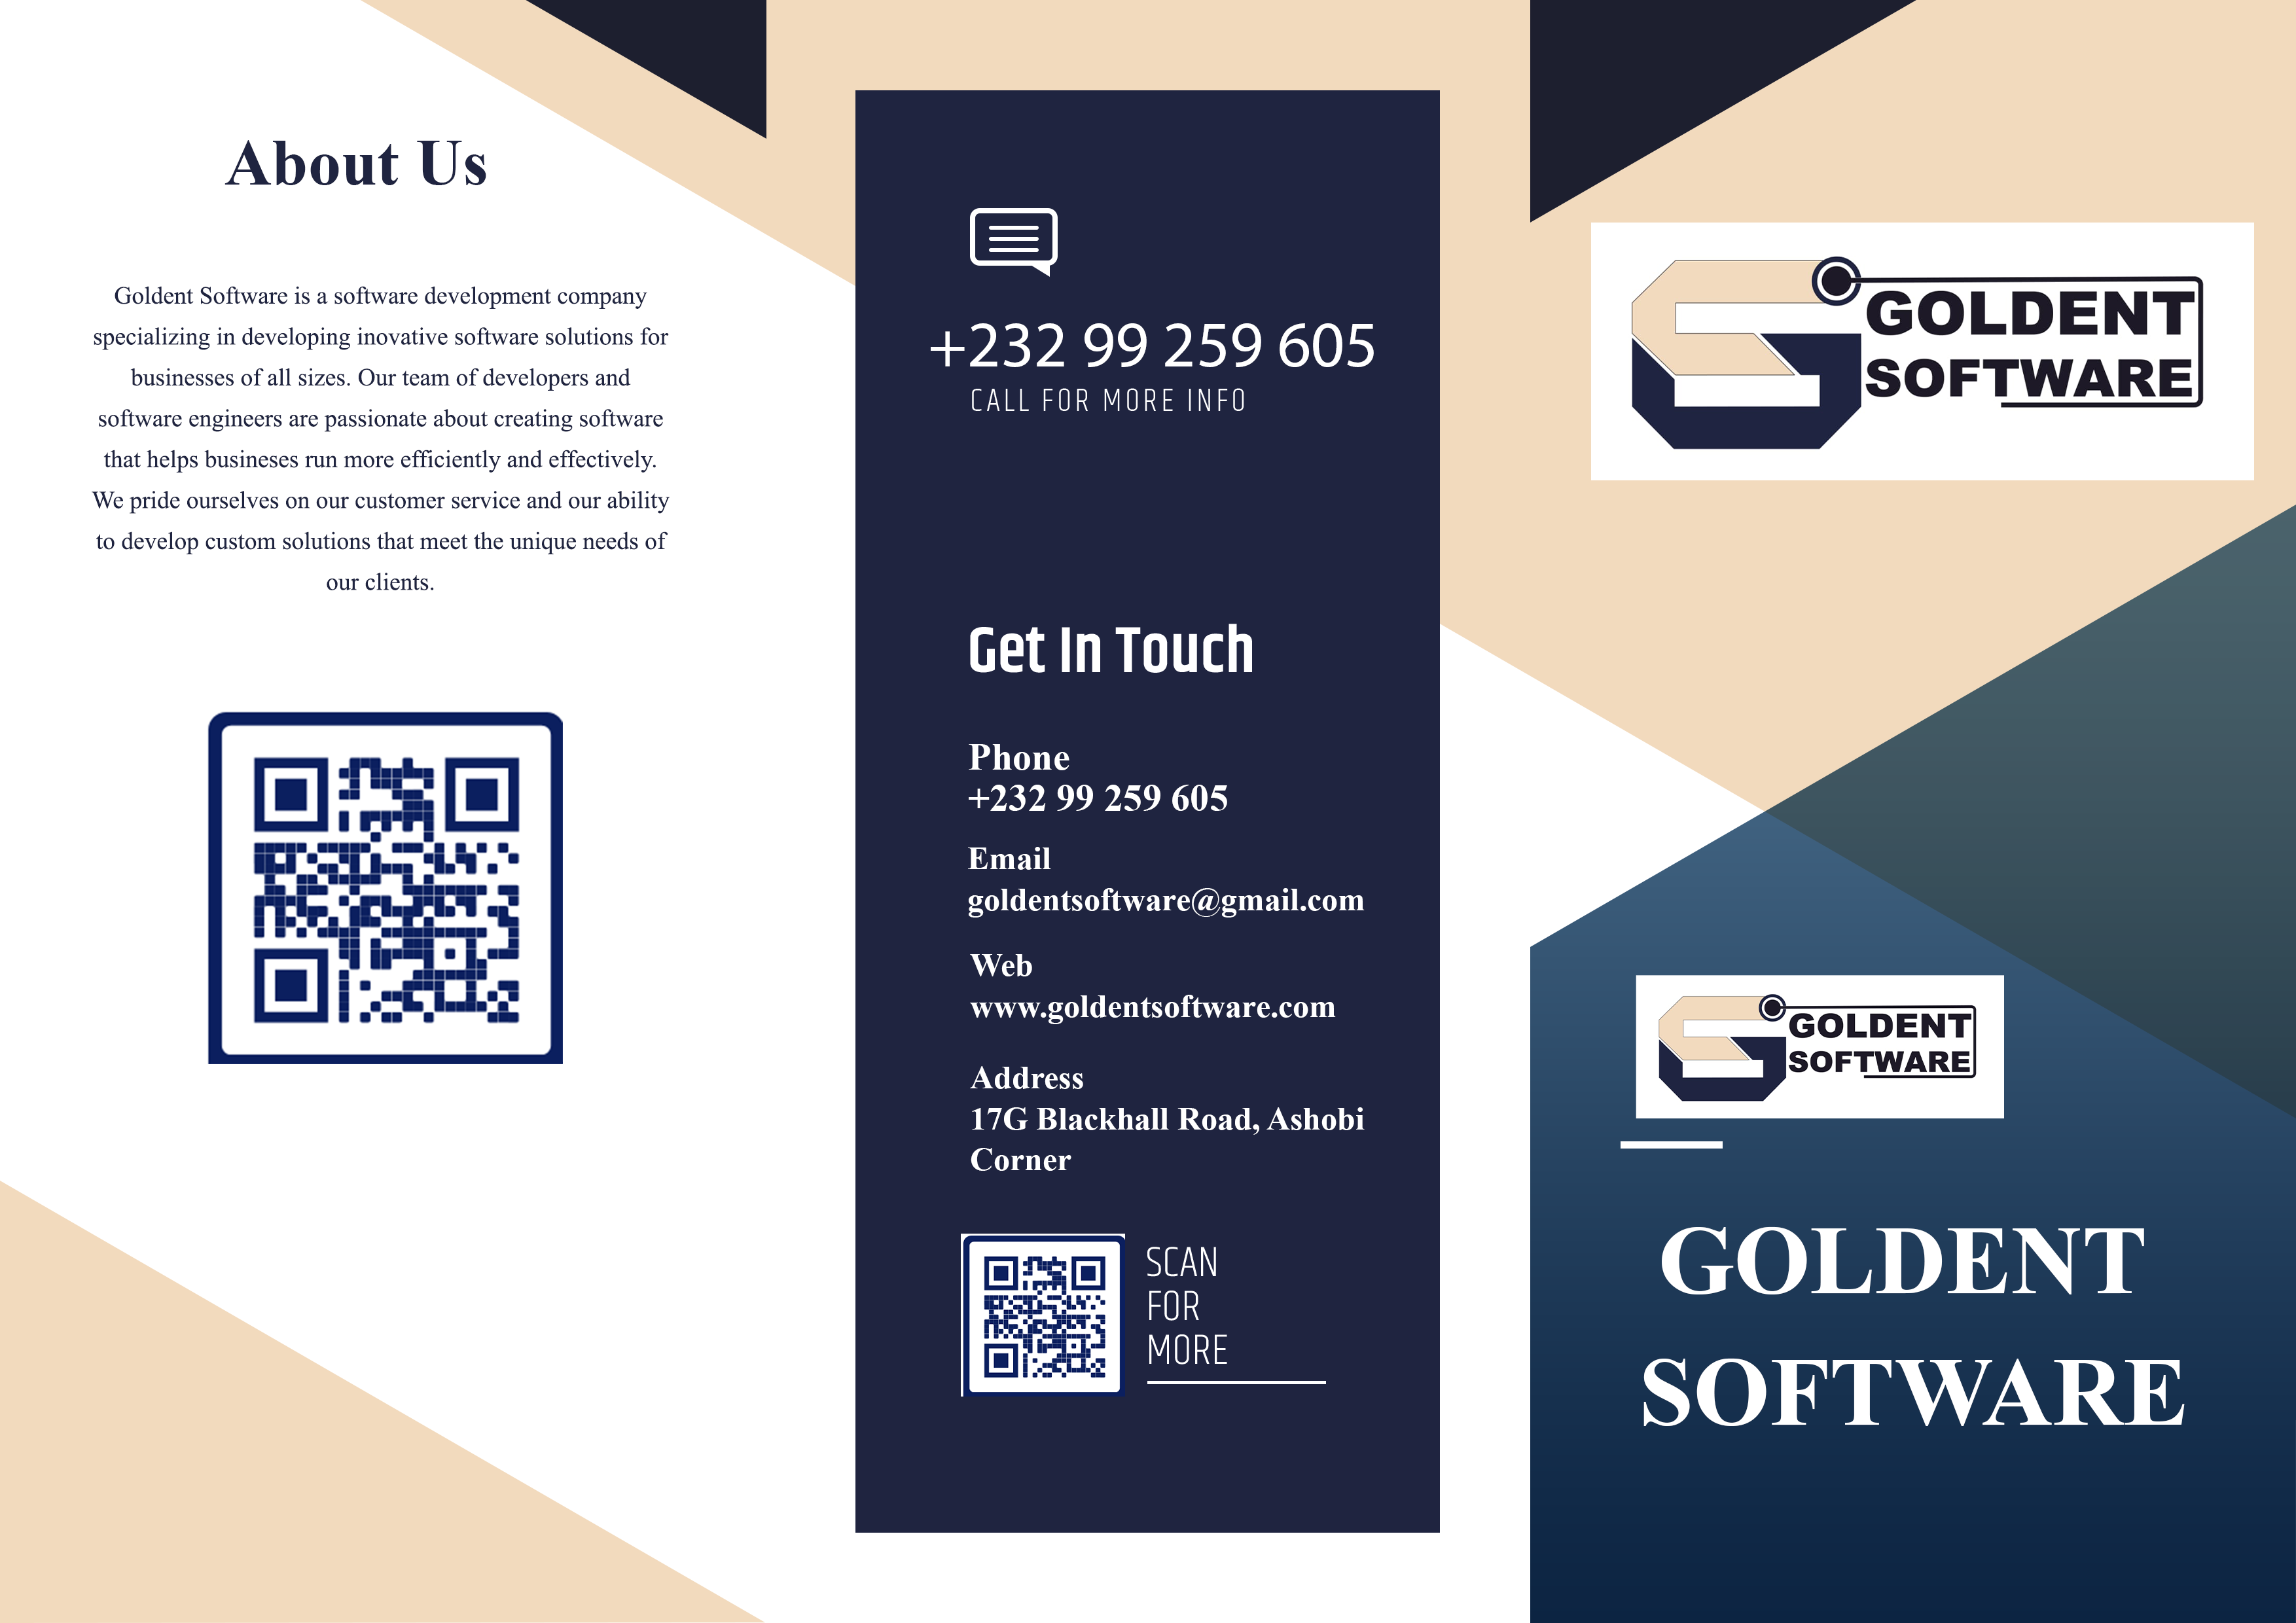 About Us
Goldent Software is a software development company
specializing in developing inovative software solutions for
businesses of all sizes. Our team of developers and
software engineers are passionate about creating software
that helps busineses run more efficiently and effectively.
We pride ourselves on our customer service and our ability
to develop custom solutions that meet the unique needs of
our clients.
+232 99 259 605
CALL FOR MORE INFO
Get In Touch
Phone
+232 99 259 605
Email
goldentsoftware@gmail.com
Web
www.goldentsoftware.com
Address
17G Blackhall Road, Ashobi
Corner
SCAN
FOR
MORE
GOLDENT
SOFTWARE
GOLDENT
SOFTWARE
GOLDENT
SOFTWARE